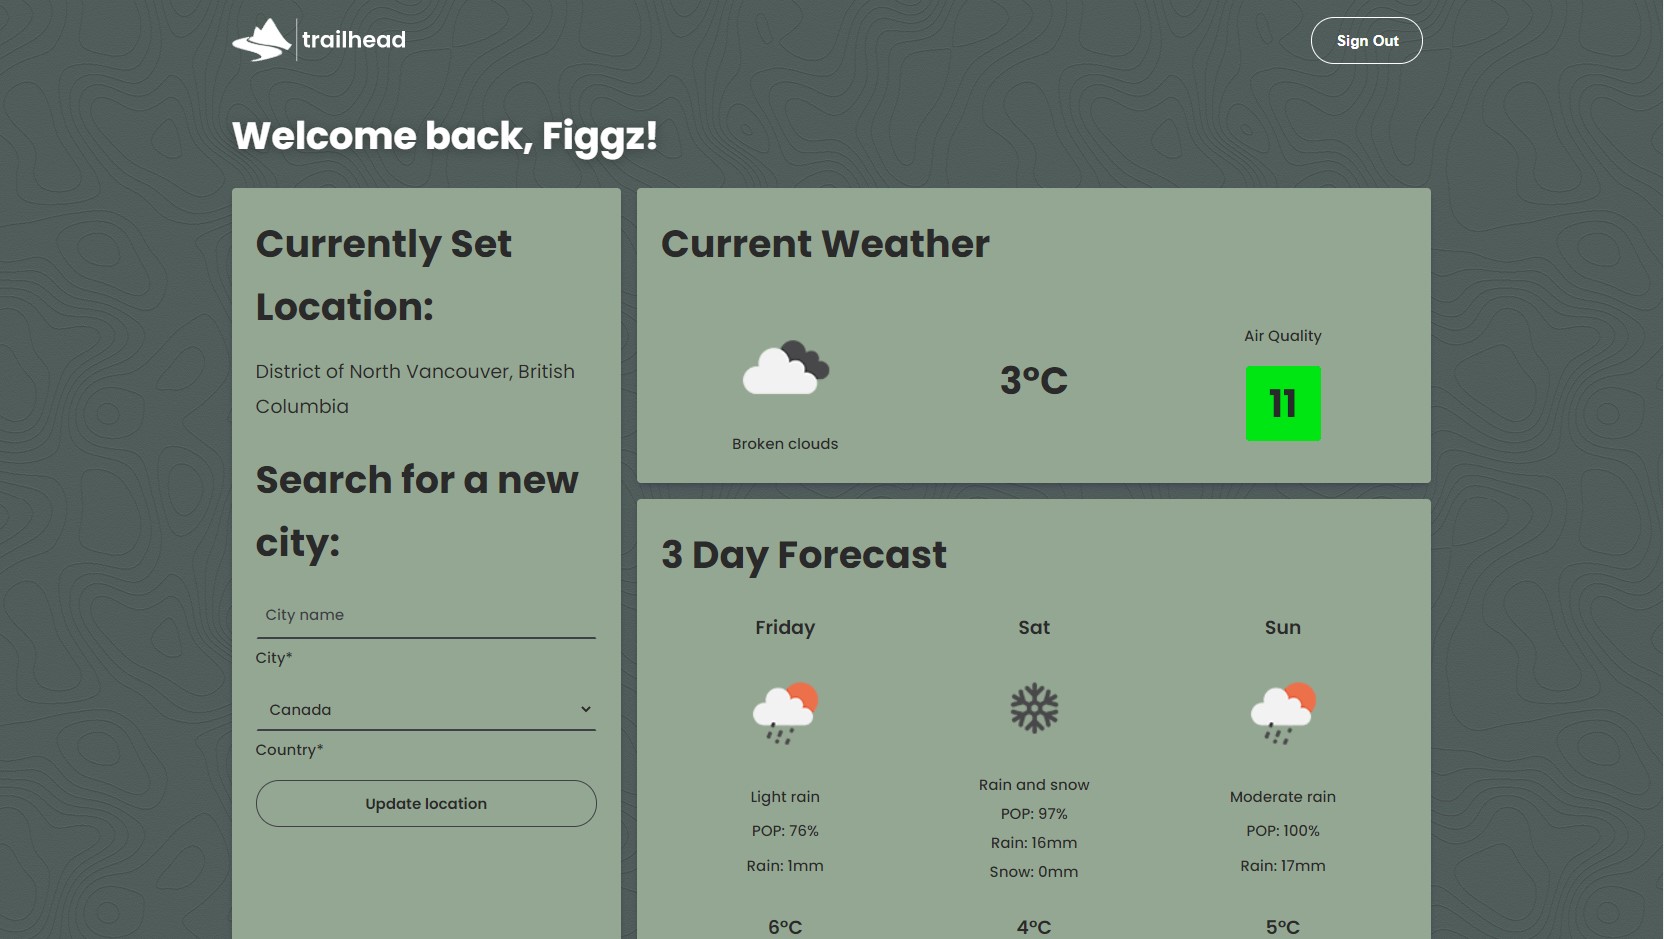 trailhead
Sign Out
Welcome back, Figgz!
Currently Set
Location:
District of North Vancouver, British
Columbia
Search for a new
city:
City name
City*
Canada
Country*
Update location
Current Weather
Broken clouds
3°C
Air Quality
11
3 Day Forecast
Friday
Light rain
POP: 76%
Rain: 1mm
6°C
Sat
Rain and snow
POP: 97%
Rain: 16mm
Snow: 0mm
4°C
Sun
Moderate rain
POP: 100%
Rain: 17mm
5°C